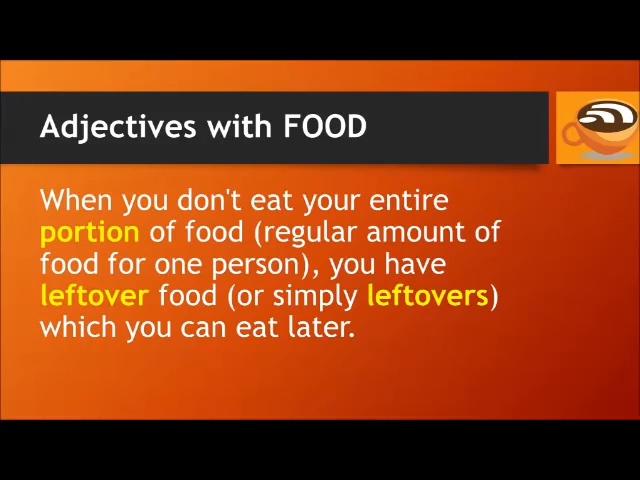 Adjectives with FOOD
When you don't eat your entire
portion of food (regular amount of
food for one person), you have
leftover food (or simply leftovers)
which you can eat later.